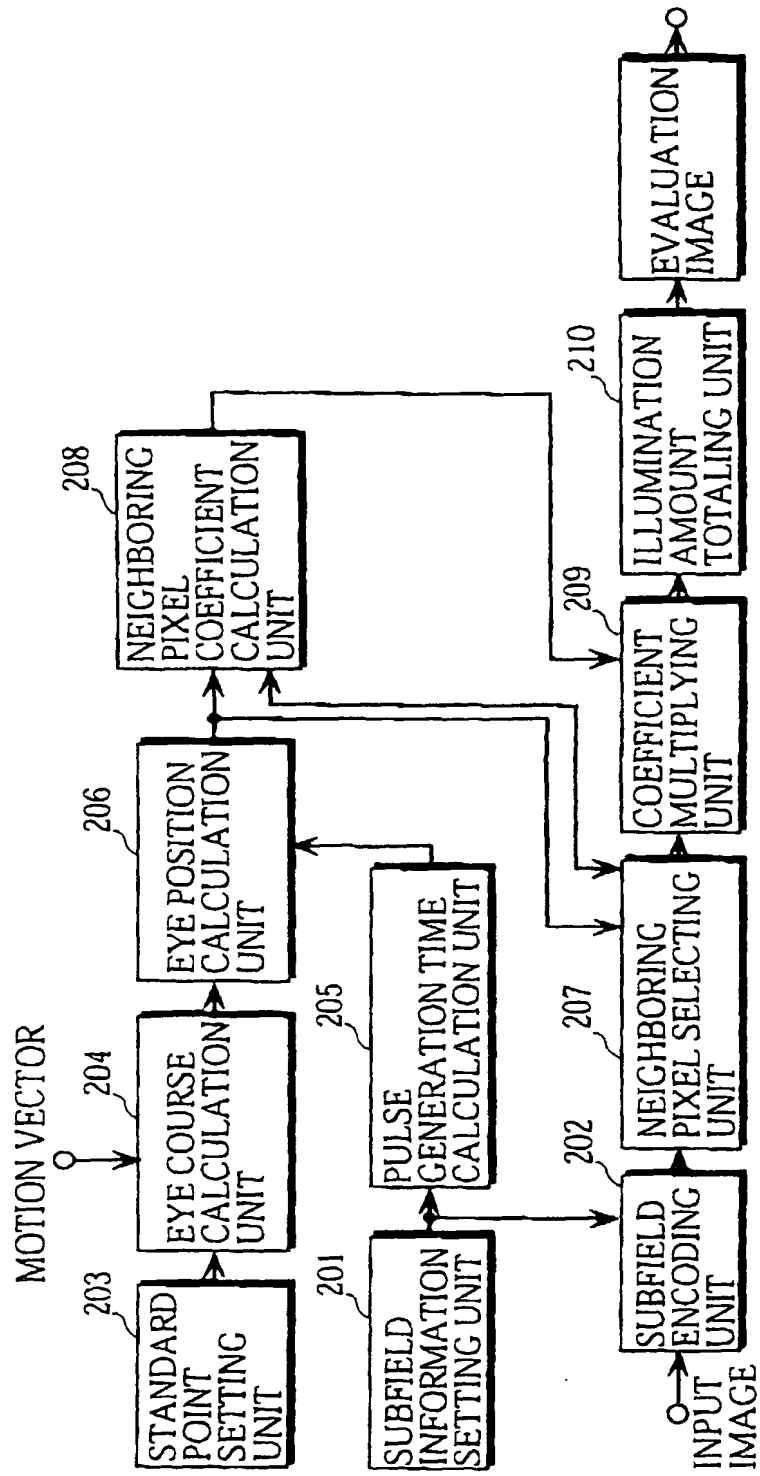 MOTION VECTOR
203
STANDARD
POINT
SETTING
UNIT
204
EYE COURSE
CALCULATION
UNIT
206
EYE POSITION
CALCULATION
UNIT
208
NEIGHBORING
PIXEL
COEFFICIENT
CALCULATION
UNIT
201
SUBFIELD
INFORMATION
SETTING UNIT
205
PULSE
GENERATION TIME
CALCULATION UNIT
INPUT
IMAGE
202
SUBFIELD
ENCODING
UNIT
207
NEIGHBORING
PIXEL SELECTING
UNIT
209
COEFFICIENT
MULTIPLYING
UNIT
210
ILLUMINATION
AMOUNT
TOTALING UNIT
EVALUATION
IMAGE